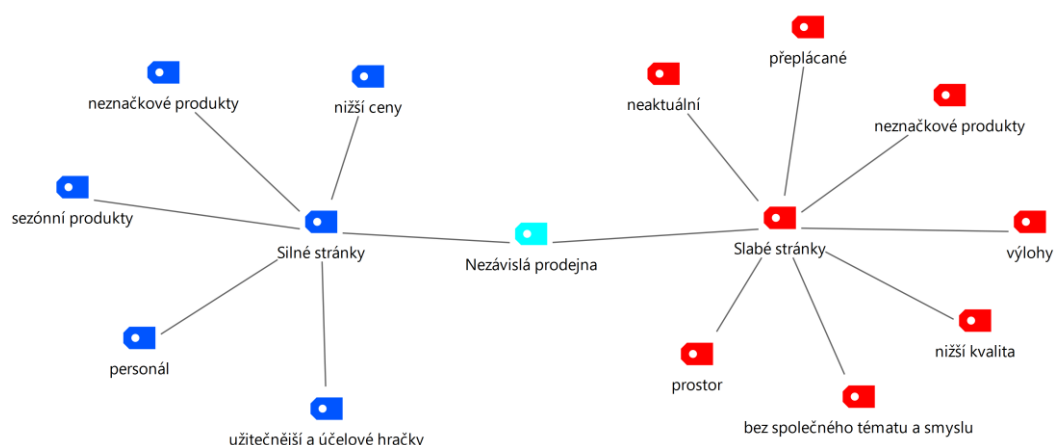 přeplácané
neaktuální
neznačkové produkty
nižší ceny
neznačkové produkty
sezónní produkty
Silné stránky
Nezávislá prodejna
Slabé stránky
výlohy
personál
nižší kvalita
prostor
užitečnější a účelové hračky
bez společného tématu a smyslu